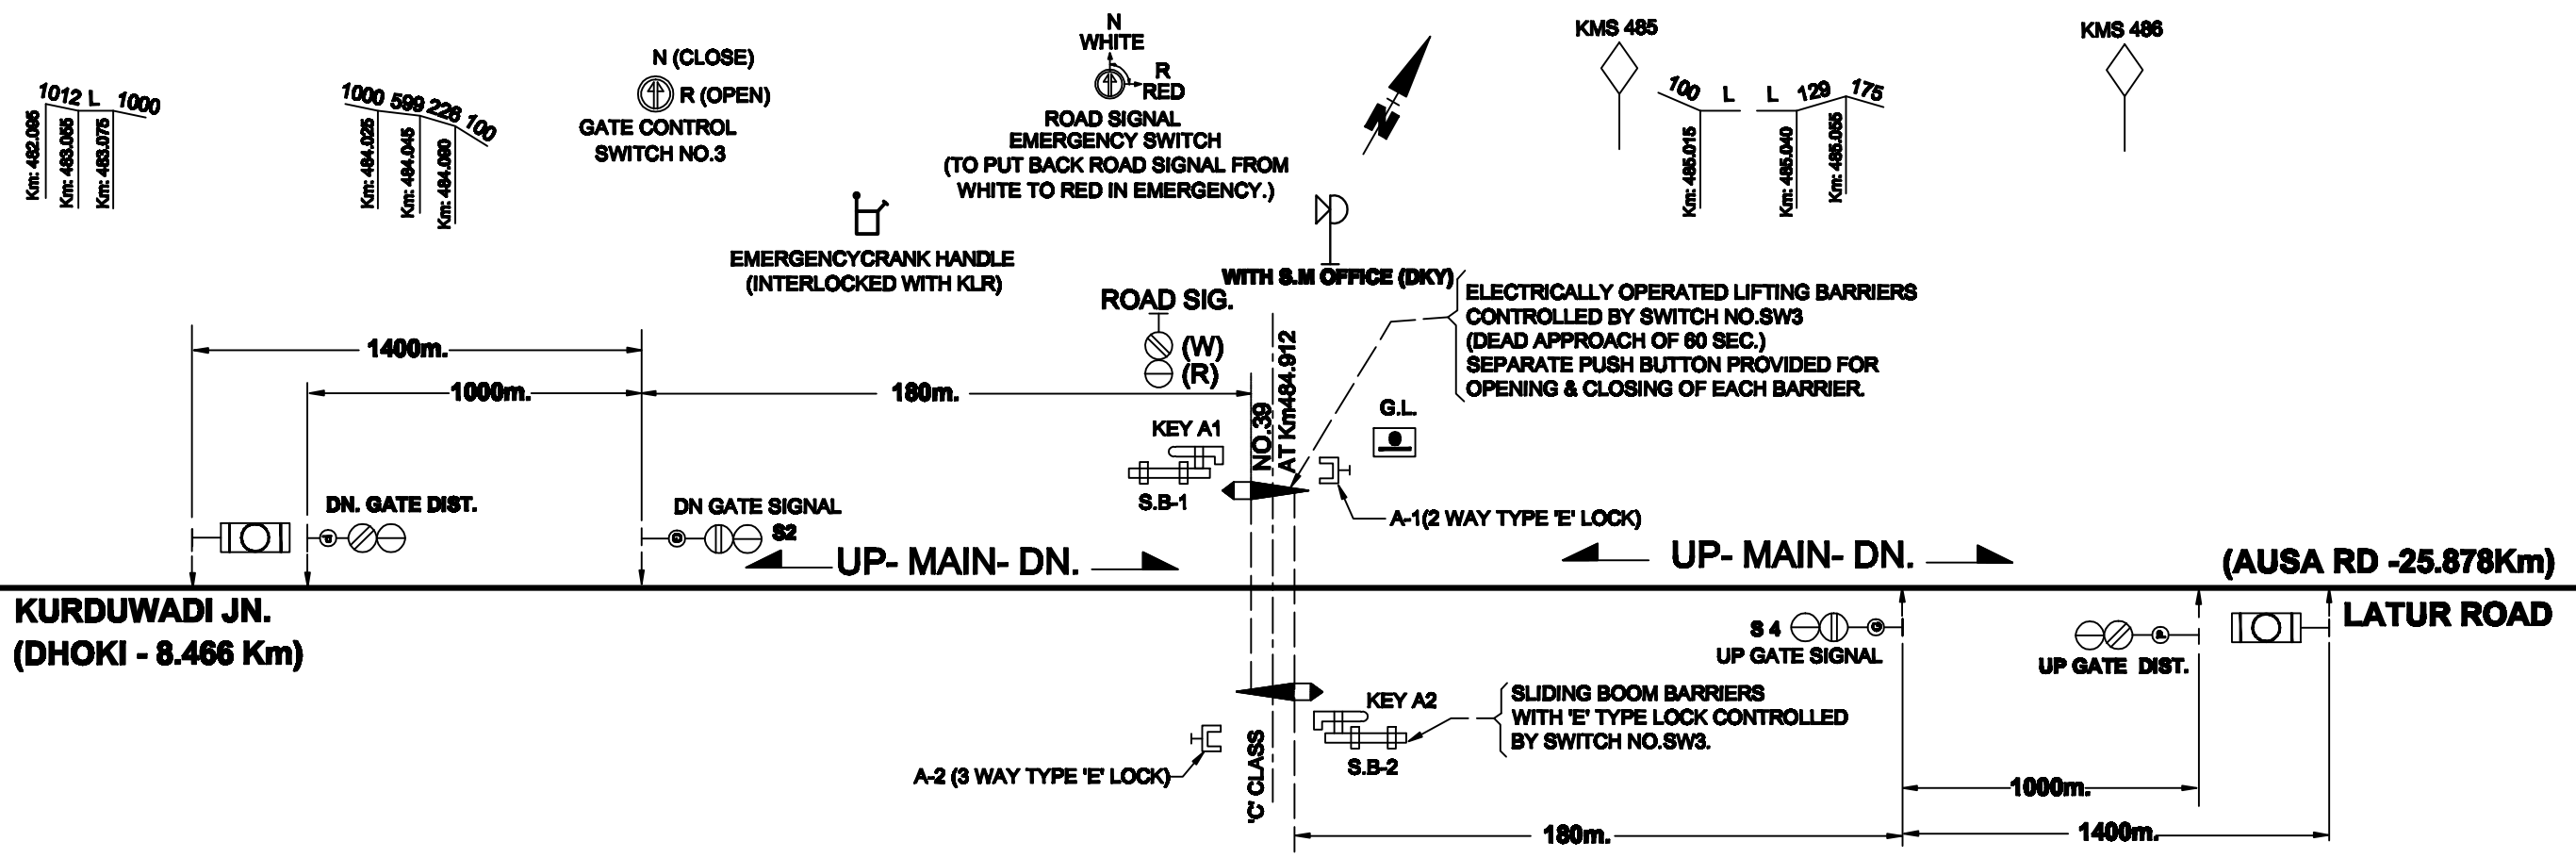 1012 L 1000
Km: 482.095
Km: 483.055
Km: 483.075
1000 599 226 100
Km: 484.025
Km: 484.045
Km: 484.090
N (CLOSE)
R (OPEN)
GATE CONTROL
SWITCH NO.3
N
WHITE
R
RED
ROAD SIGNAL
EMERGENCY SWITCH
(TO PUT BACK ROAD SIGNAL FROM
WHITE TO RED IN EMERGENCY.)
N
KMS 485
100 L L 129 175
Km: 485.015
Km: 485.040
Km: 485.055
KMS 486
EMERGENCYCRANK HANDLE
(INTERLOCKED WITH KLR)
WITH S.M OFFICE (DKY)
ROAD SIG.
(W)
(R)
ELECTRICALLY OPERATED LIFTING BARRIERS
CONTROLLED BY SWITCH NO.SW3
(DEAD APPROACH OF 60 SEC.)
SEPARATE PUSH BUTTON PROVIDED FOR
OPENING & CLOSING OF EACH BARRIER.
1400m.
1000m.
180m.
NO.39
AT Km484.912
G.L.
KEY A1
S.B-1
A-1(2 WAY TYPE 'E' LOCK)
DN. GATE DIST.
DN GATE SIGNAL
G
S2
UP- MAIN- DN.
UP- MAIN- DN.
(AUSA RD -25.878Km)
KURDUWADI JN.
(DHOKI - 8.466 Km)
LATUR ROAD
S 4
G
UP GATE SIGNAL
P
UP GATE DIST.
KEY A2
S.B-2
SLIDING BOOM BARRIERS
WITH 'E' TYPE LOCK CONTROLLED
BY SWITCH NO.SW3.
A-2 (3 WAY TYPE 'E' LOCK)
'C' CLASS
1000m.
180m.
1400m.